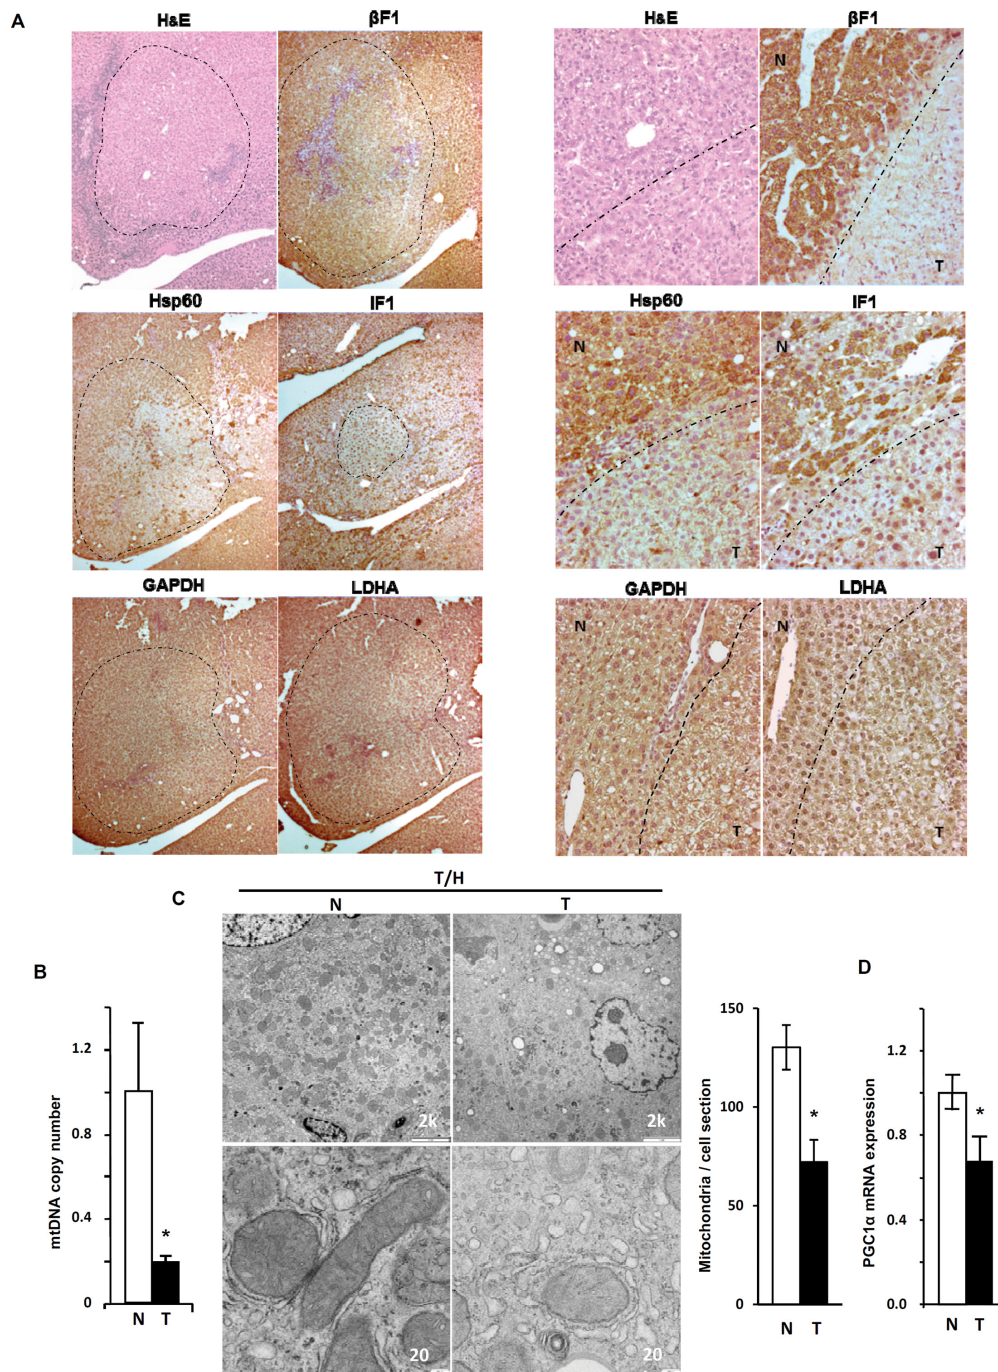 A
H&E
βF1
H&E
βF1
N
T
Hsp60
IF1
Hsp60
IF1
N
T
N
T
GAPDH
LDHA
GAPDH
LDHA
N
T
N
T
B
mtDNA copy number
1.2
0.8
0.4
0
*
N
T
C
T/H
N
T
2k
2k
20
20
Mitochondria / cell section
150
100
50
0
*
N
T
D
PGC1α mRNA expression
1.2
0.8
0.4
0.0
*
N
T